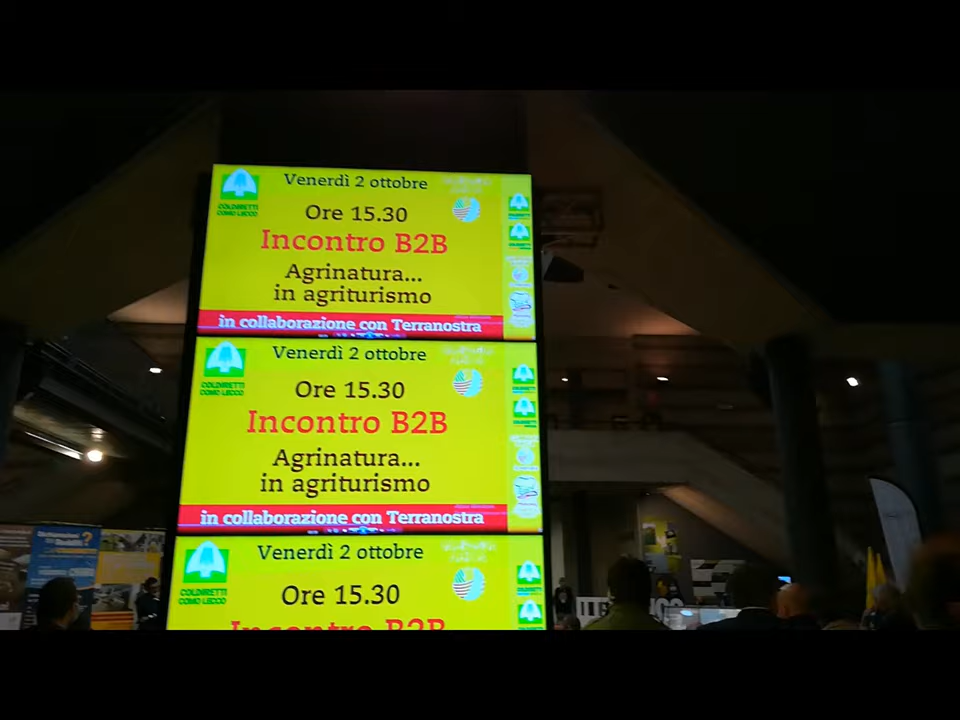 Venerdì 2 ottobre
COLDIRETTI
COMO LECCO
Ore 15.30
Incontro B2B
Agrinatura...
in agriturismo
in collaborazione con Terranostra
Venerdì 2 ottobre
COLDIRETTI
COMO LECCO
Ore 15.30
Incontro B2B
Agrinatura...
in agriturismo
in collaborazione con Terranostra
Venerdì 2 ottobre
COLDIRETTI
COMO LECCO
Ore 15.30
Incontro B2B